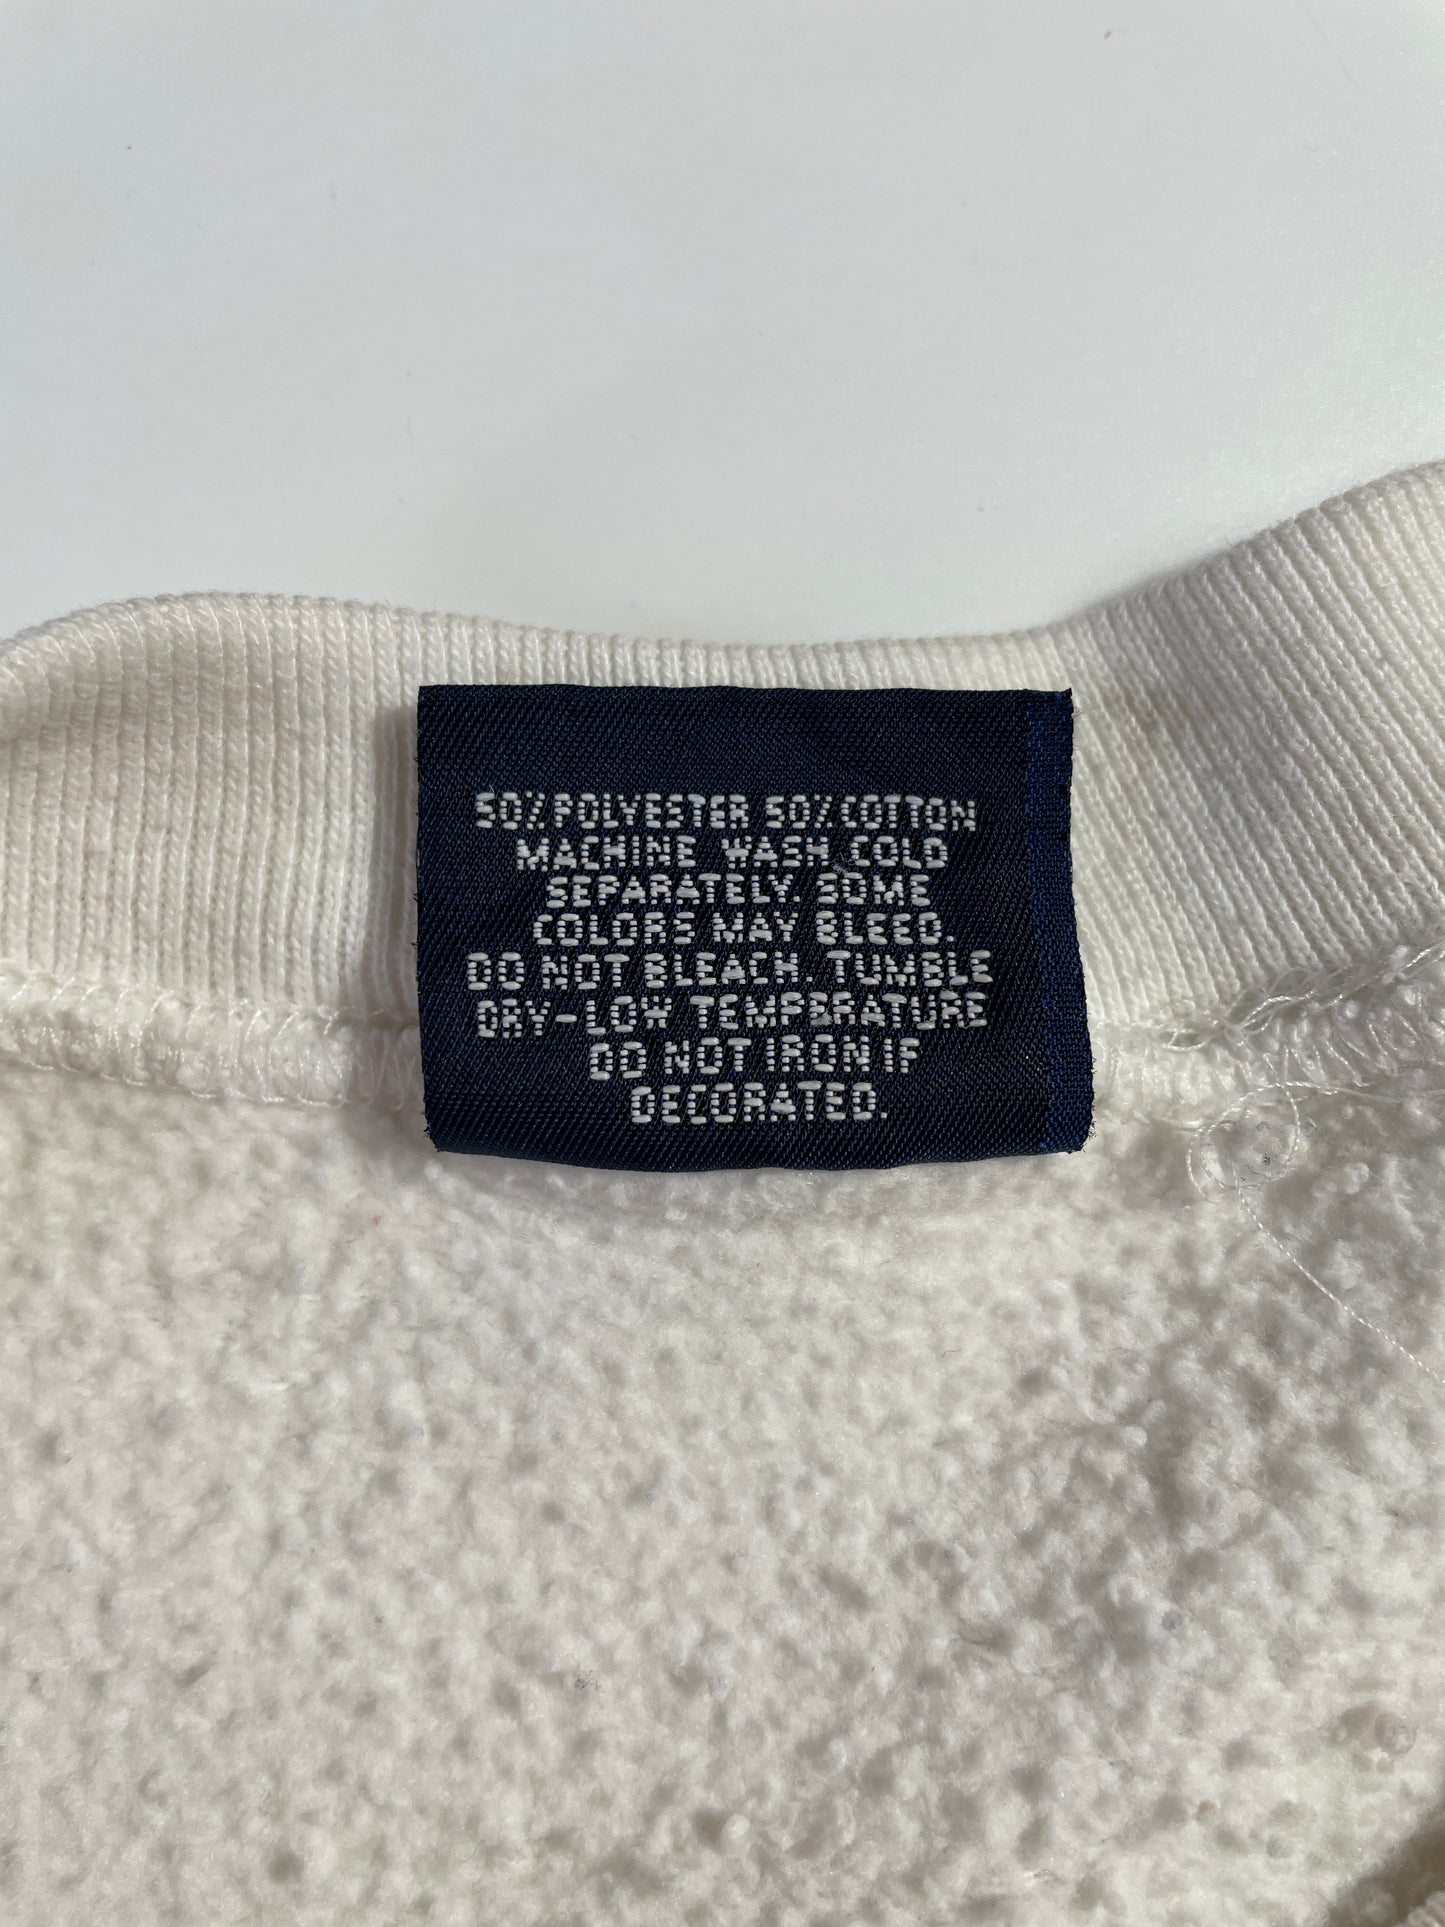 50% POLYESTER 50% COTTON
MACHINE WASH COLD
SEPARATELY. SOME
COLORS MAY BLEED.
DO NOT BLEACH. TUMBLE
DRY-LOW TEMPERATURE
DO NOT IRON IF
DECORATED.